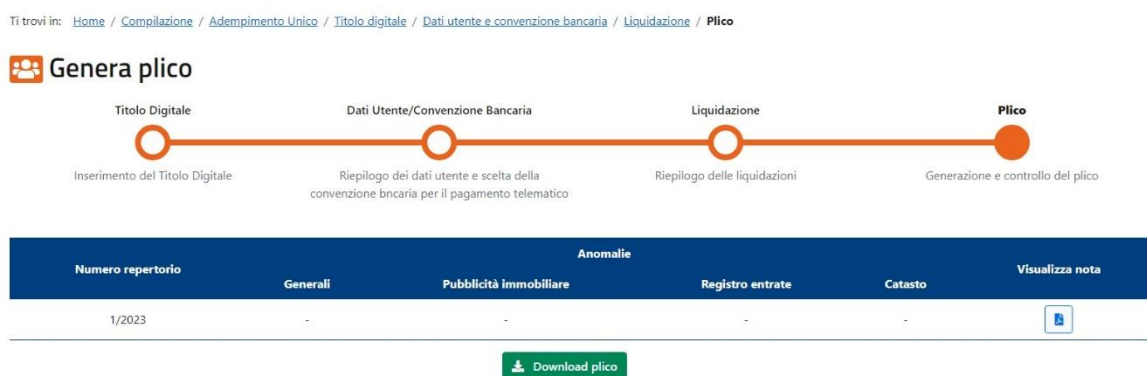 Ti trovi in: Home / Compilazione / Adempimento Unico / Titolo digitale / Dati utente e convenzione bancaria / Liquidazione / Plico
Genera plico
Titolo Digitale Dati Utente/Convenzione Bancaria Liquidazione Plico
Inserimento del Titolo Digitale Riepilogo dei dati utente e scelta della Riepilogo delle liquidazioni Generazione e controllo del plico
convenzione bncaria per il pagamento telematico
Anomalie
Numero repertorio Visualizza nota
Generali Pubblicità immobiliare Registro entrate Catasto
1/2023 - - - -
Download plico